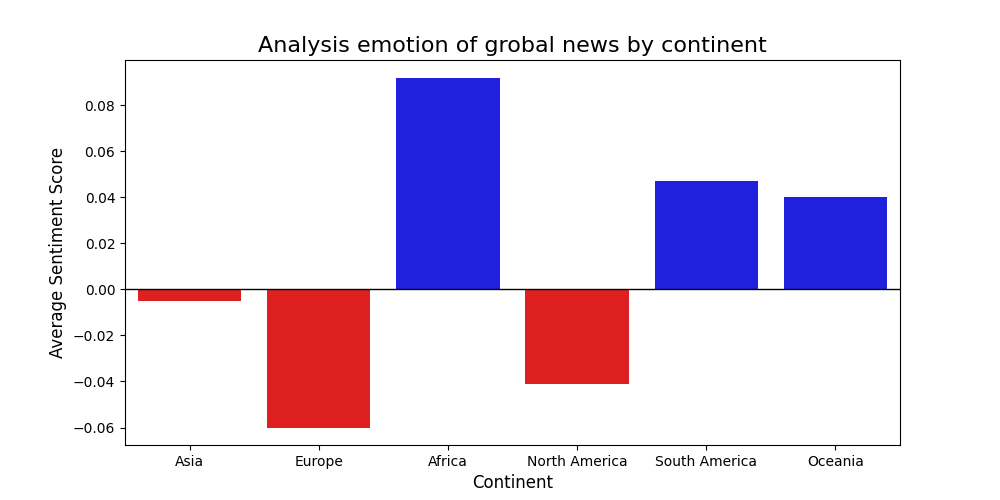 Analysis emotion of grobal news by continent
Average Sentiment Score
0.08
0.06
0.04
0.02
0.00
−0.02
−0.04
−0.06
Asia Europe Africa North America South America Oceania
Continent